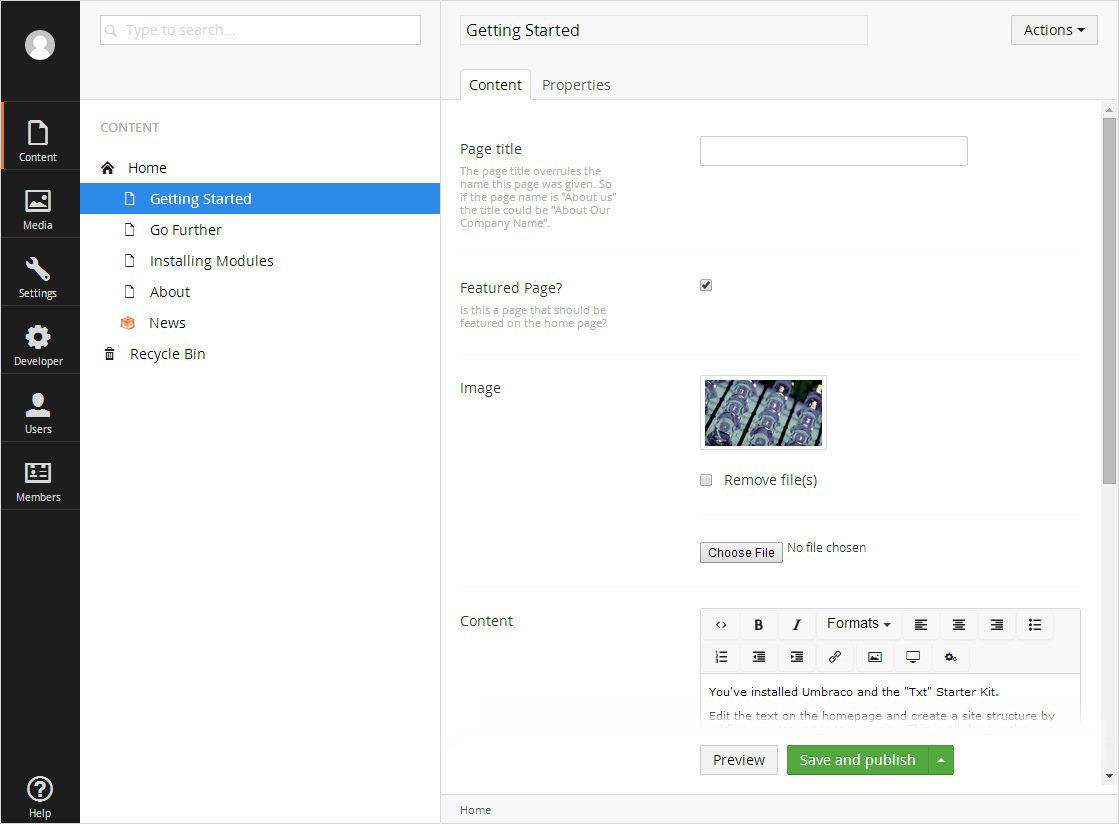 Type to search...
Getting Started
Actions
Content
Properties
Content
Media
Settings
Developer
Users
Members
Help
CONTENT
Home
Getting Started
Go Further
Installing Modules
About
News
Recycle Bin
Page title
The page title overrules the
name this page was given. So
if the page name is "About us"
the title could be "About Our
Company Name".
Featured Page?
Is this a page that should be
featured on the home page?
Image
Remove file(s)
Choose File No file chosen
Content
B I Formats
You've installed Umbraco and the "Txt" Starter Kit.
Edit the text on the homepage and create a site structure by
Preview Save and publish
Home